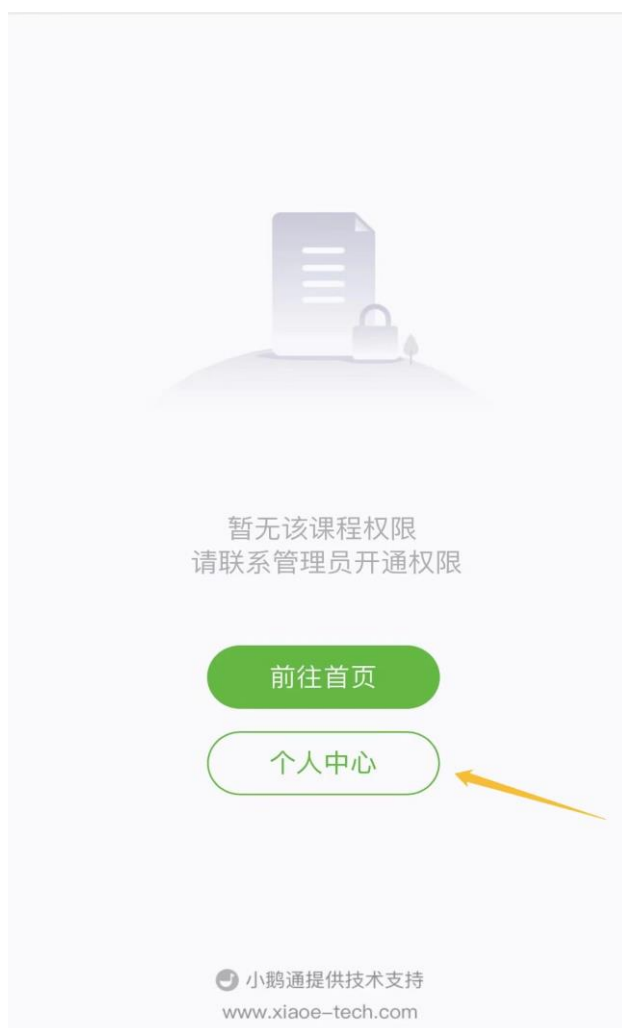 暂无该课程权限
请联系管理员开通权限
前往首页
个人中心
小鹅通提供技术支持
www.xiaoe-tech.com